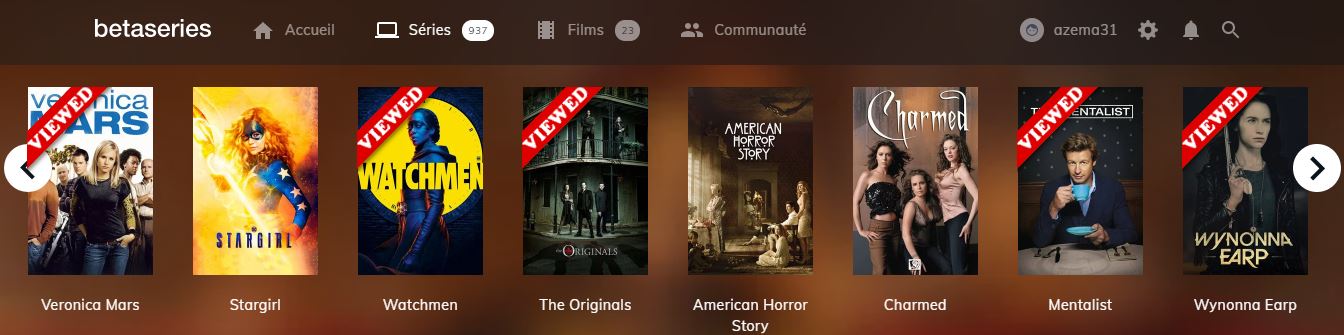 betaseries
Accueil
Séries
937
Films
23
Communauté
azema31
VIEWED
veronica
MARS
STARGIRL
VIEWED
WATCHMEN
VIEWED
the ORIGINALS
AMERICAN
HORROR
STORY
Charmed
VIEWED
THE MENTALIST
VIEWED
WYNONNA
EARP
Veronica Mars
Stargirl
Watchmen
The Originals
American Horror
Story
Charmed
Mentalist
Wynonna Earp